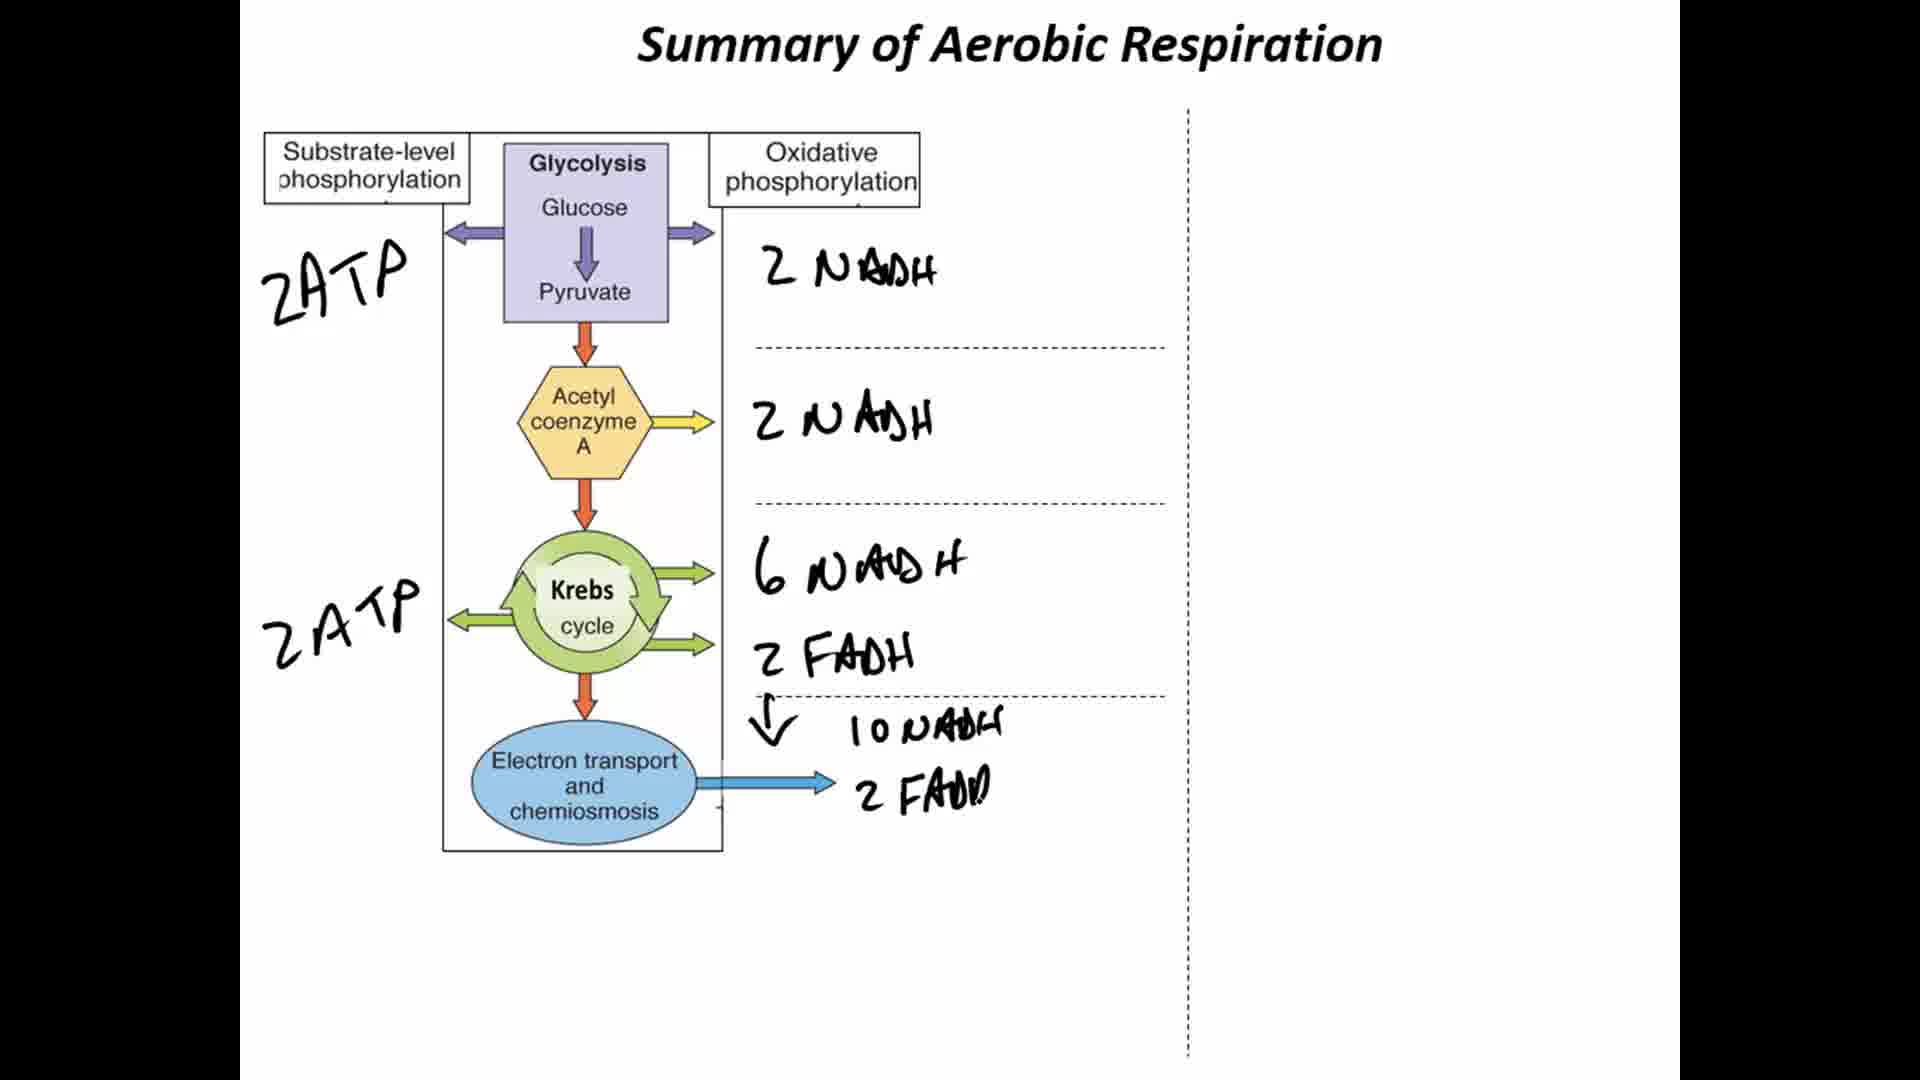 Summary of Aerobic Respiration
Substrate-level
phosphorylation
Glycolysis
Glucose
Pyruvate
Oxidative
phosphorylation
2ATP
2 NADH
Acetyl
coenzyme
A
2 NADH
Krebs
cycle
2ATP
6 NADH
2 FADH
10 NADH
2 FADD
Electron transport
and
chemiosmosis